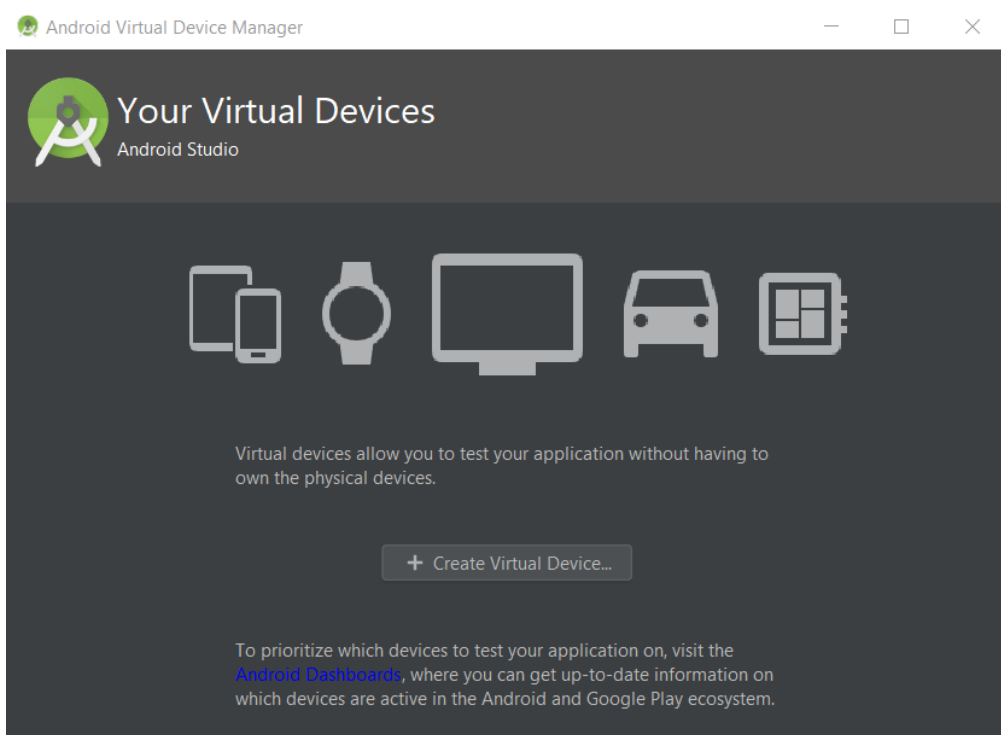 Android Virtual Device Manager
Your Virtual Devices
Android Studio
Virtual devices allow you to test your application without having to
own the physical devices.
+ Create Virtual Device...
To prioritize which devices to test your application on, visit the
Android Dashboards, where you can get up-to-date information on
which devices are active in the Android and Google Play ecosystem.